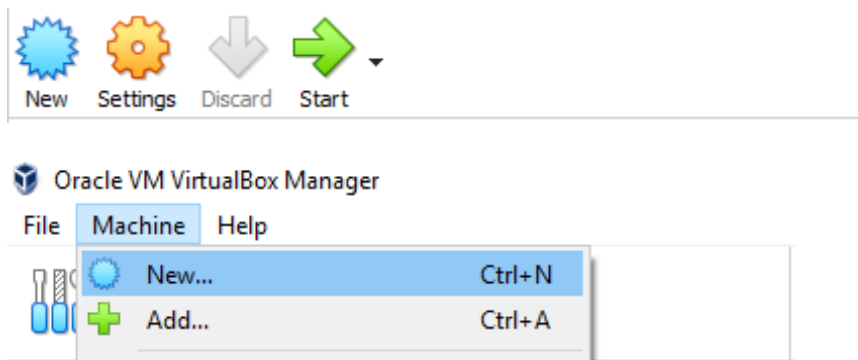 New Settings Discard Start
Oracle VM VirtualBox Manager
File Machine Help
New... Ctrl+N
Add... Ctrl+A